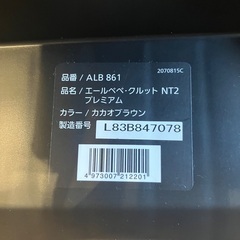 2070815C
品番 / ALB 861
品名 / エールベベ・クルット NT2
プレミアム
カラー / カカオブラウン
製造番号 L83B847078
4 973007 212201